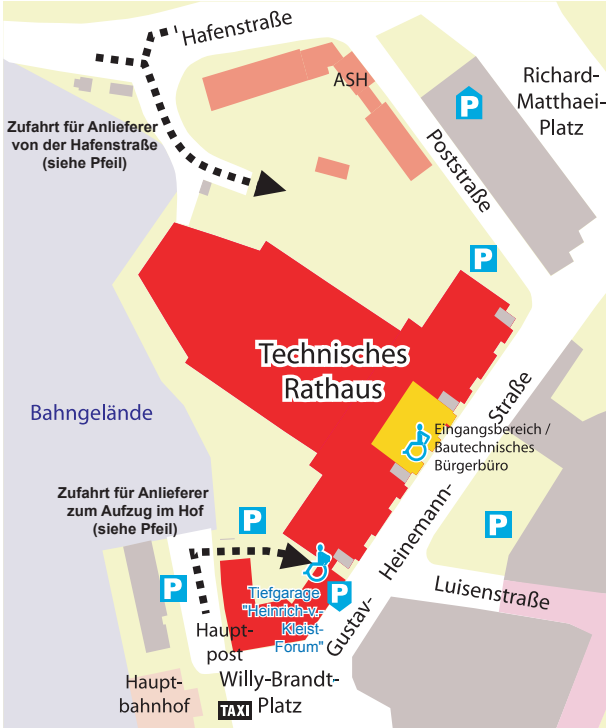 Hafenstraße
ASH
Richard-
Matthaei-
Platz
P
Zufahrt für Anlieferer
von der Hafenstraße
(siehe Pfeil)
Poststraße
P
Technisches
Rathaus
Bahngelände
Straße
Eingangsbereich /
Bautechnisches
Bürgerbüro
Zufahrt für Anlieferer
zum Aufzug im Hof
(siehe Pfeil)
P
P
Heinemann-
P
Tiefgarage
"Heinrich-v.-
Kleist-
Forum"
P
Gustav-
Luisenstraße
Haupt-
post
Haupt-
bahnhof
Willy-Brandt-
Platz
TAXI